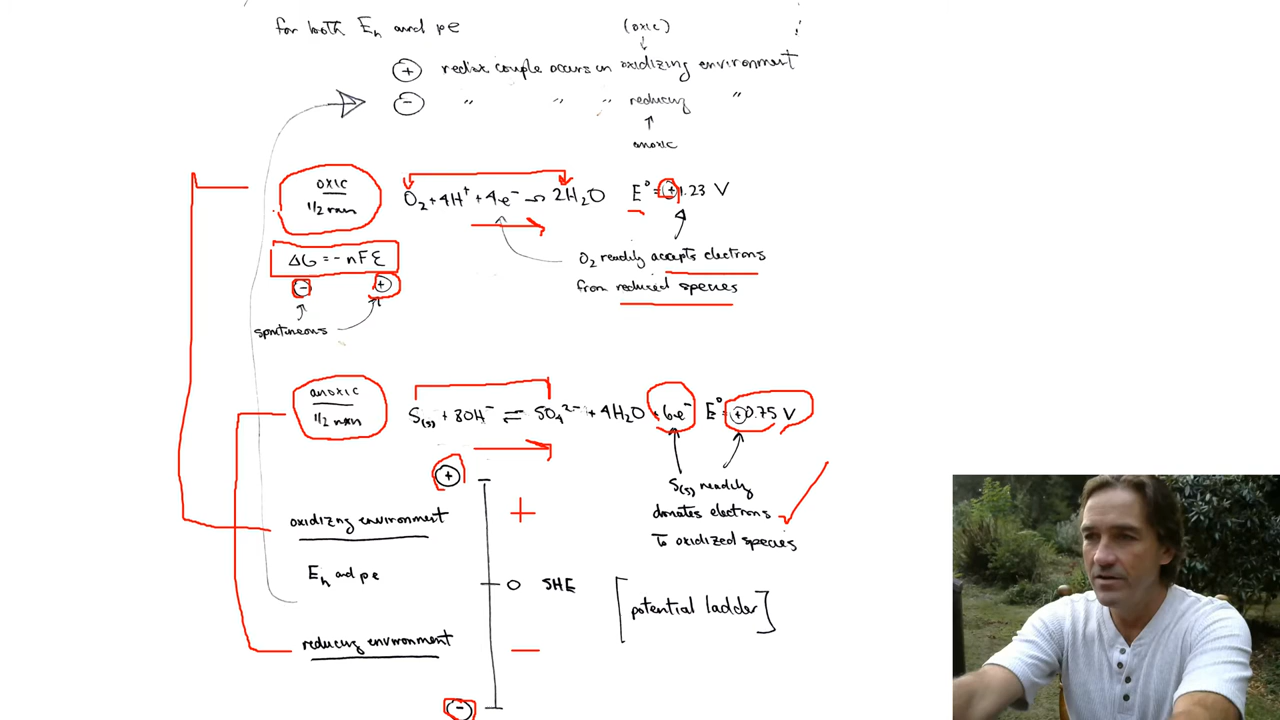 for both Eh and pe
(oxic)
+ redox couple occurs in oxidizing environment
- " " " reducing "
anoxic
oxic
1/2 rxn
O₂ + 4H⁺ + 4e⁻ → 2H₂O E° = +1.23 V
ΔG = -nFE
- +
spontineous
O₂ readily accepts electrons
from reduced species
anoxic
1/2 rxn
S(s) + 8OH⁻ ⇌ SO₄²⁻ + 4H₂O + 6e⁻ E° = +0.75 V
S(s) readily
donates electrons
to oxidized species
+
oxidizing environment +
Eh and pe
0 SHE
[potential ladder]
reducing environment -
-